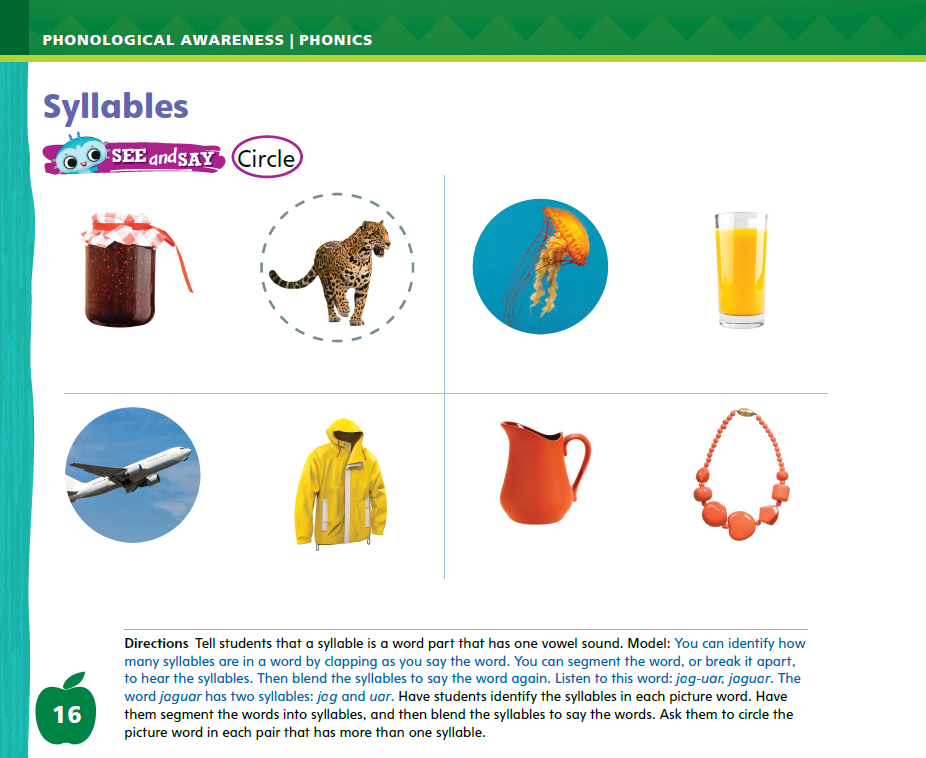 PHONOLOGICAL AWARENESS | PHONICS
Syllables
SEE and SAY Circle
Directions Tell students that a syllable is a word part that has one vowel sound. Model: You can identify how
many syllables are in a word by clapping as you say the word. You can segment the word, or break it apart,
to hear the syllables. Then blend the syllables to say the word again. Listen to this word: jag-uar, jaguar. The
word jaguar has two syllables: jag and uar. Have students identify the syllables in each picture word. Have
them segment the words into syllables, and then blend the syllables to say the words. Ask them to circle the
picture word in each pair that has more than one syllable.
16